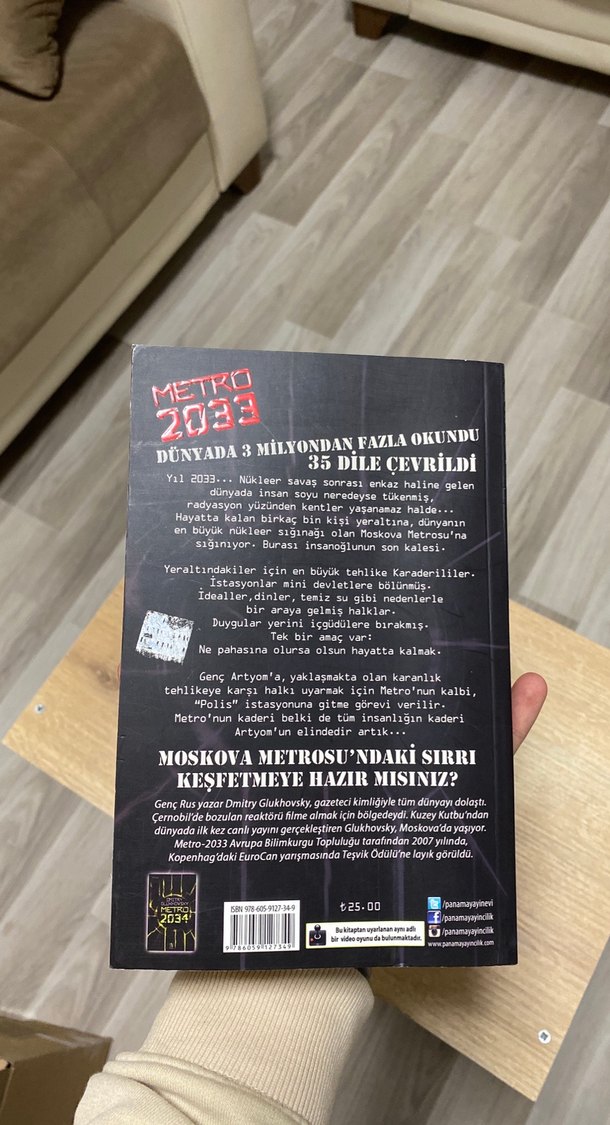 METRO
2033
DÜNYADA 3 MİLYONDAN FAZLA OKUNDU
35 DİLE ÇEVRİLDİ
Yıl 2033... Nükleer savaş sonrası enkaz haline gelen
dünyada insan soyu neredeyse tükenmiş,
radyasyon yüzünden kentler yaşanamaz halde...
Hayatta kalan birkaç bin kişi yeraltına, dünyanın
en büyük nükleer sığınağı olan Moskova Metrosu'na
sığınıyor. Burası insanoğlunun son kalesi.
Yeraltındakiler için en büyük tehlike Karaderililer.
İstasyonlar mini devletlere bölünmüş.
İdealler,dinler, temiz su gibi nedenlerle
bir araya gelmiş halklar.
Duygular yerini içgüdülere bırakmış.
Tek bir amaç var:
Ne pahasına olursa olsun hayatta kalmak.
Genç Artyom'a, yaklaşmakta olan karanlık
tehlikeye karşı halkı uyarmak için Metro'nun kalbi,
"Polis" istasyonuna gitme görevi verilir.
Metro'nun kaderi belki de tüm insanlığın kaderi
Artyom'un elindedir artık...
MOSKOVA METROSU'NDAKİ SIRRI
KEŞFETMEYE HAZIR MISINIZ?
Genç Rus yazar Dmitry Glukhovsky, gazeteci kimliğiyle tüm dünyayı dolaştı.
Çernobil'de bozulan reaktörü filme almak için bölgedeydi. Kuzey Kutbu'ndan
dünyada ilk kez canlı yayını gerçekleştiren Glukhovsky, Moskova'da yaşıyor.
Metro-2033 Avrupa Bilimkurgu Topluluğu tarafından 2007 yılında,
Kopenhag'daki EuroCan yarışmasında Teşvik Ödülü'ne layık görüldü.
DMITRY
GLUKHOVSKY
METRO
2034
ISBN 978-605-9127-34-9
9 786059 127349
₺25.00
Bu kitaptan uyarlanan aynı adlı
bir video oyunu da bulunmaktadır.
/panamayayinevi
/panamayayincilik
/panamayayincilik
www.panamayayincilik.com